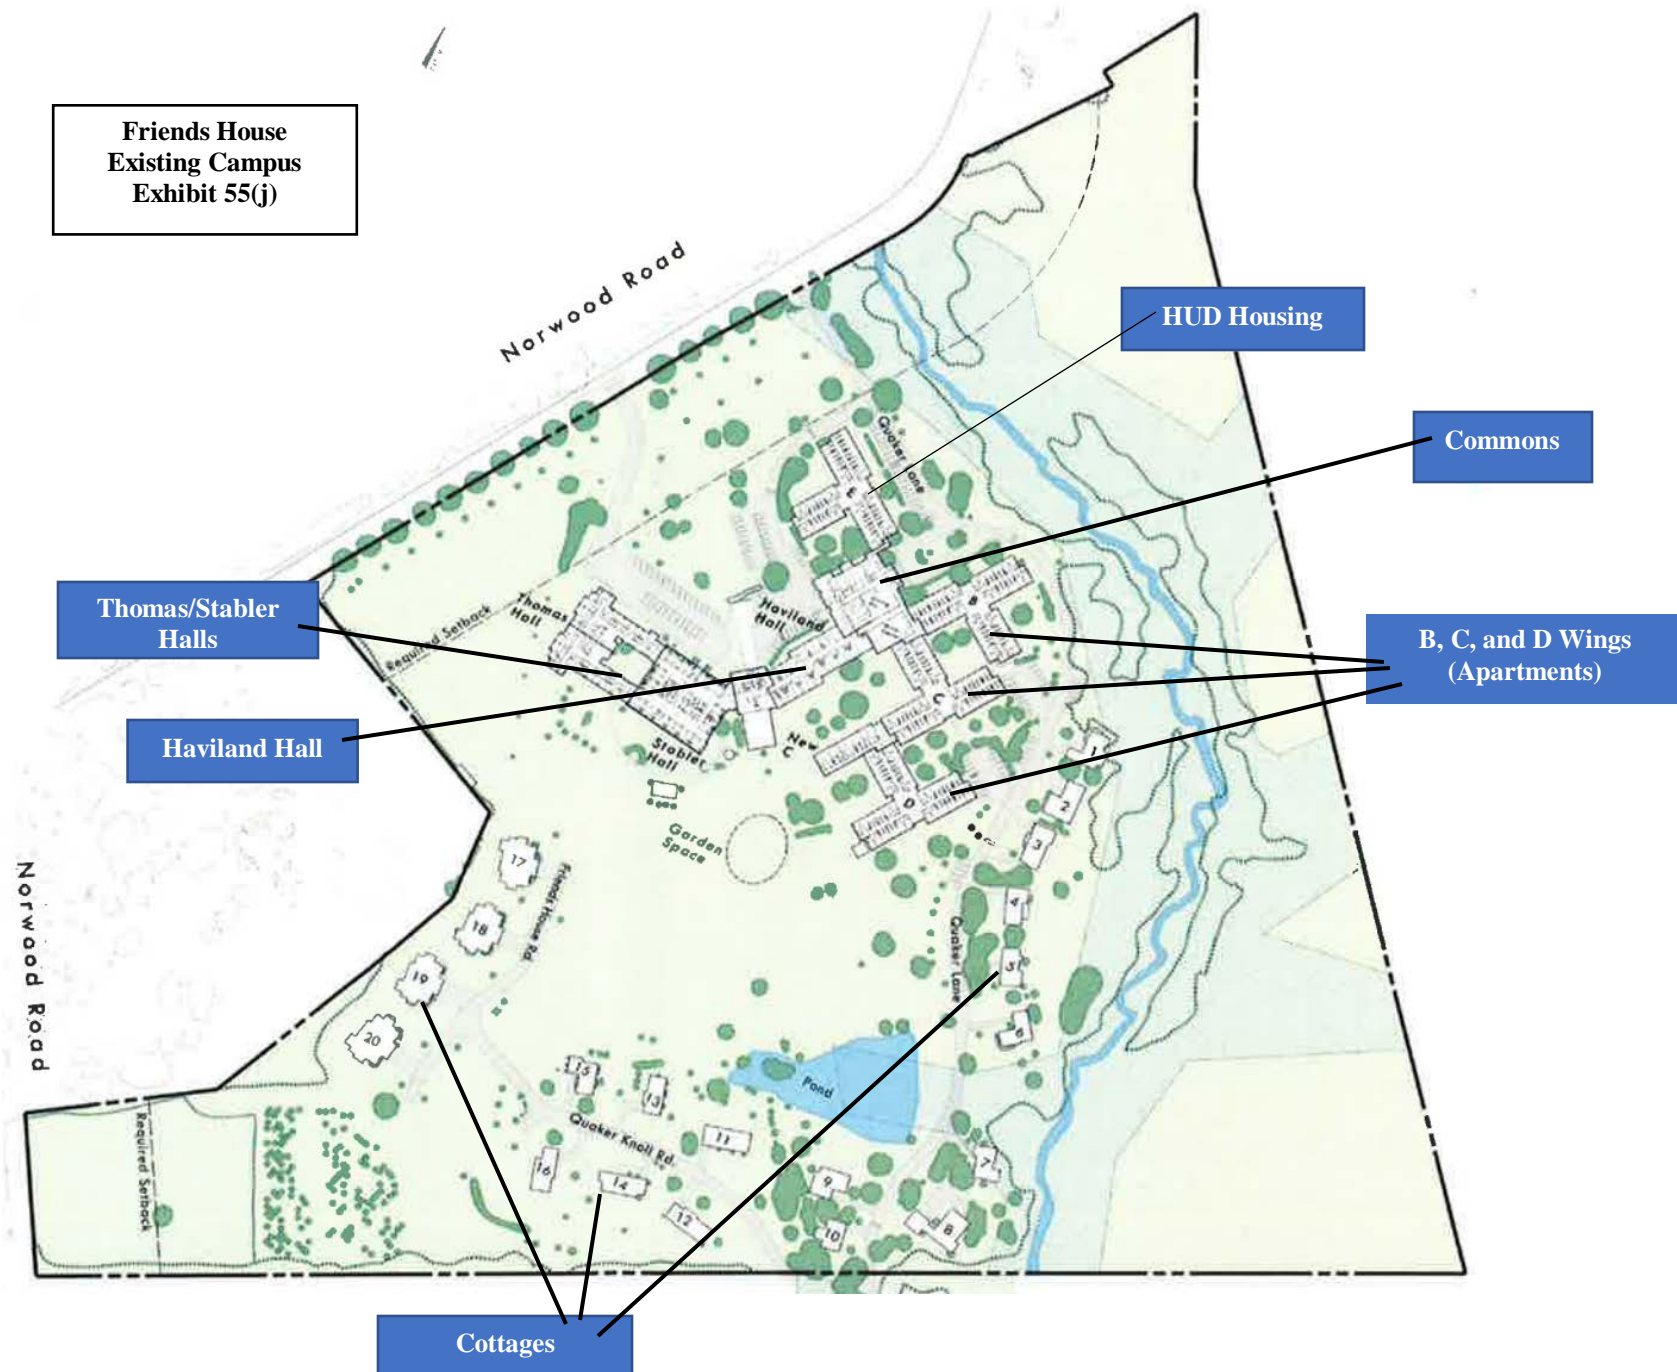 Friends House
Existing Campus
Exhibit 55(j)
Norwood Road
HUD Housing
Quaker Lane
Commons
E
B
Thomas/Stabler
Halls
Thomas
Hall
Required Setback
Haviland
Hall
B, C, and D Wings
(Apartments)
C
Haviland Hall
Stabler
Hall
New
C
1
2
3
D
Garden
Space
Norwood Road
17
18
19
20
Friends House Rd.
4
5
6
Quaker Lane
Pond
15
13
11
Quaker Knoll Rd.
16
14
12
9
10
7
8
Required Setback
Cottages